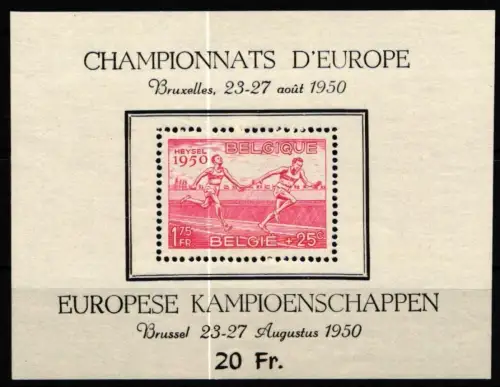 CHAMPIONNATS D'EUROPE
Bruxelles, 23-27 août 1950
HEYSEL BELGIQUE
1950
1.75 FR BELGIË + 25c
EUROPESE KAMPIOENSCHAPPEN
Brussel 23-27 Augustus 1950
20 Fr.